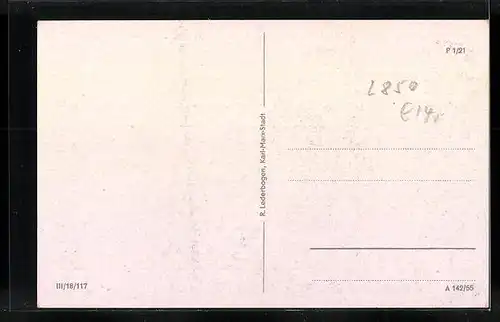 P 1/21
L850
E14,
R. Lederbogen, Karl-Marx-Stadt
III/18/117
A 142/55